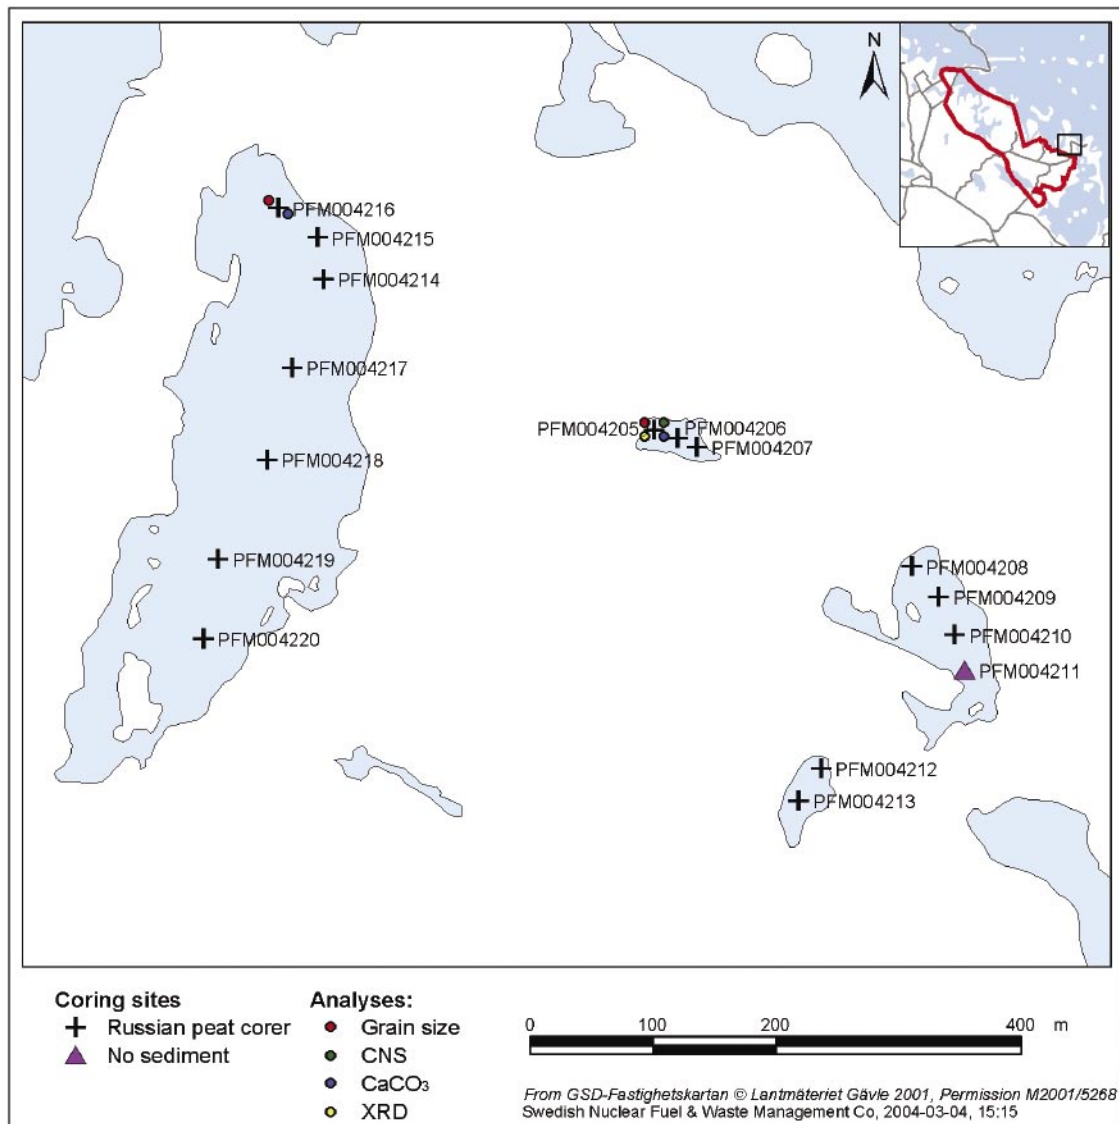 N
PFM004216
PFM004215
PFM004214
PFM004217
PFM004205
PFM004206
PFM004207
PFM004218
PFM004219
PFM004208
PFM004209
PFM004220
PFM004210
PFM004211
PFM004212
PFM004213
Coring sites
Russian peat corer
No sediment
Analyses:
Grain size
CNS
CaCO₃
XRD
0 100 200 400 m
From GSD-Fastighetskartan © Lantmäteriet Gävle 2001, Permission M2001/5268
Swedish Nuclear Fuel & Waste Management Co, 2004-03-04, 15:15